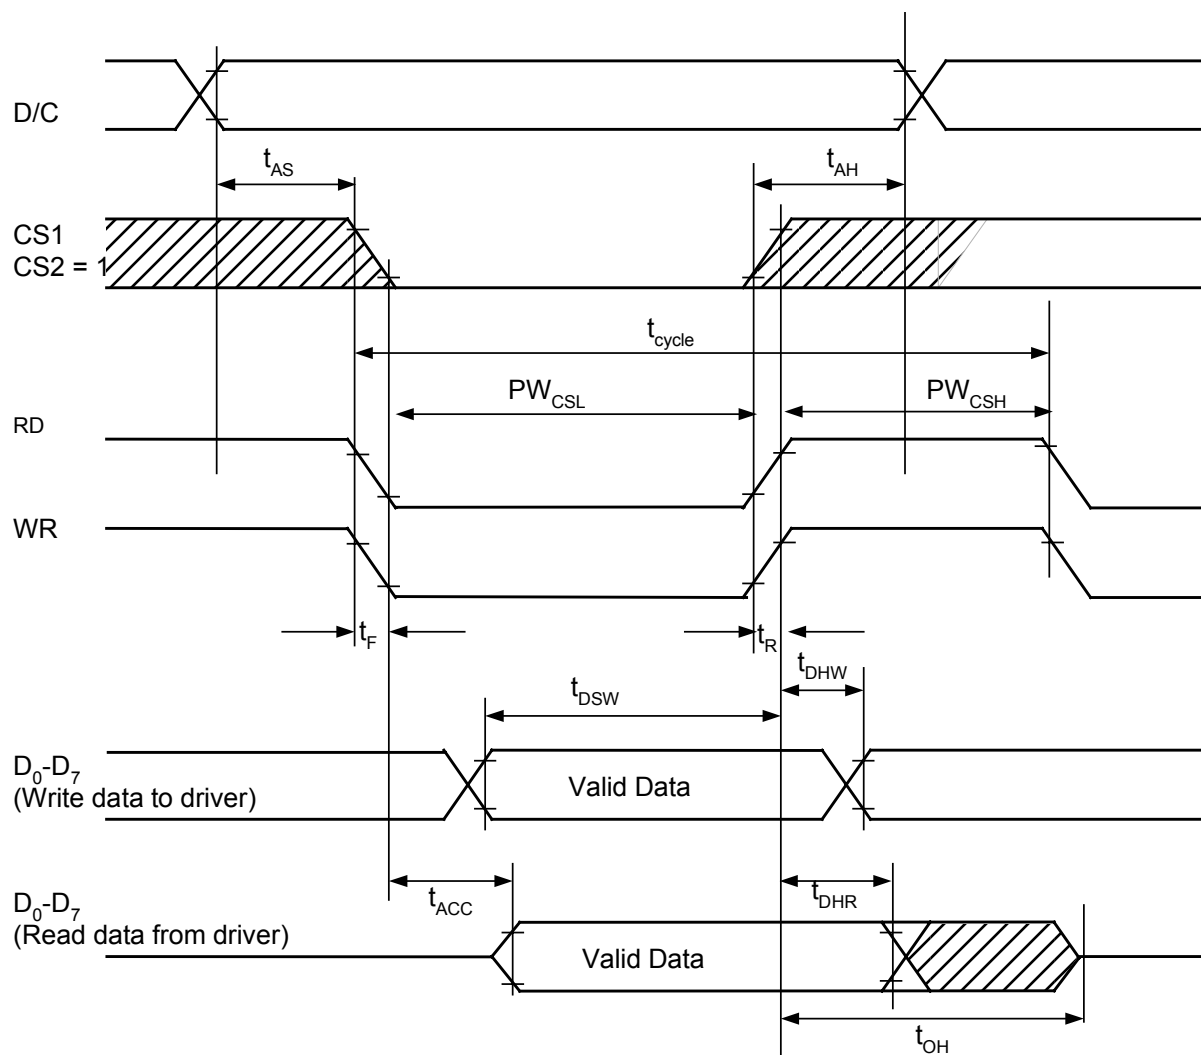 D/C
tAS
tAH
CS1
CS2 = 1
tcycle
PWCSL
PWCSH
RD
WR
tF
tR
tDHW
tDSW
D0-D7
(Write data to driver)
Valid Data
tACC
tDHR
D0-D7
(Read data from driver)
Valid Data
tOH